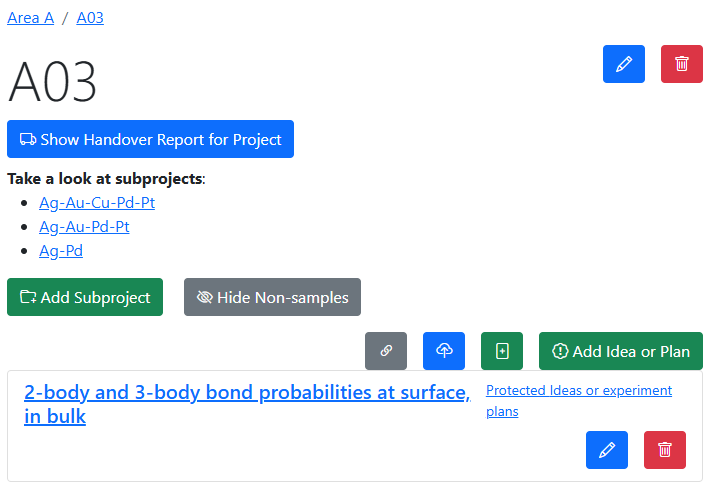 Area A / A03
A03
Show Handover Report for Project
Take a look at subprojects:
Ag-Au-Cu-Pd-Pt
Ag-Au-Pd-Pt
Ag-Pd
Add Subproject
Hide Non-samples
Add Idea or Plan
2-body and 3-body bond probabilities at surface,
in bulk
Protected Ideas or experiment
plans